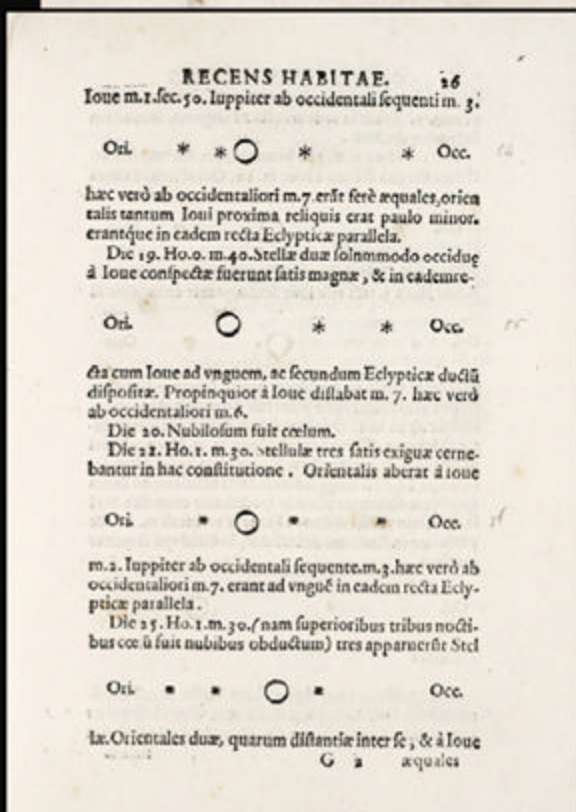 RECENS HABITAE. 26
Ioue m.1.sec.50. Iuppiter ab occidentali sequenti m. 3.
Ori. * * O * * Occ.
hæc verò ab occidentaliori m.7.erãt ferè æquales,orien
talis tantum Ioui proxima reliquis erat paulo minor.
erantque in eadem recta Eclypticæ parallela.
Die 19. Ho.0. m.40.Stellæ duæ solummodo occiduę
à Ioue conspectæ fuerunt satis magnæ, & in eademre-
Ori. O * * Occ.
cta cum Ioue ad vnguem, ac secundum Eclypticæ ductũ
dispositæ. Propinquior à Ioue distabat m. 7. hæc verò
ab occidentaliori m.6.
Die 20. Nubilosum fuit cœlum.
Die 21. Ho.1. m.30. Stellulæ tres satis exiguæ cerne-
bantur in hac constitutione. Orientalis aberat à Ioue
Ori. O Occ.
m.2. Iuppiter ab occidentali sequente.m.3.hæc verò ab
occidentaliori m.7. erant ad vnguẽ in eadem recta Ecly-
pticæ parallela.
Die 25. Ho.1.m.30.(nam superioribus tribus nocti-
bus cœlũ fuit nubibus obductum) tres apparuerũt Stel
Ori. O Occ.
læ.Orientales duæ, quarum distantiæ inter se, & à Ioue
G 2 æquales